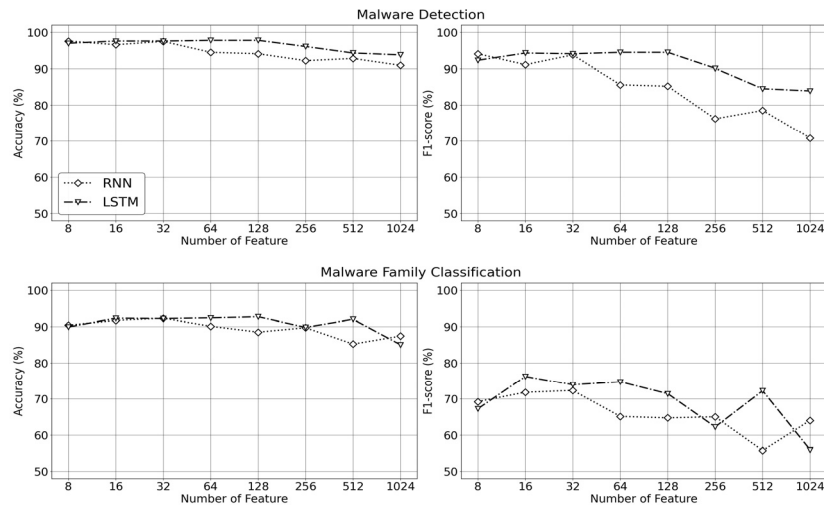 Malware Detection
100
90
80
70
60
50
Accuracy (%)
RNN
LSTM
8 16 32 64 128 256 512 1024
Number of Feature
100
90
80
70
60
50
F1-score (%)
8 16 32 64 128 256 512 1024
Number of Feature
Malware Family Classification
100
90
80
70
60
50
Accuracy (%)
8 16 32 64 128 256 512 1024
Number of Feature
100
90
80
70
60
50
F1-score (%)
8 16 32 64 128 256 512 1024
Number of Feature